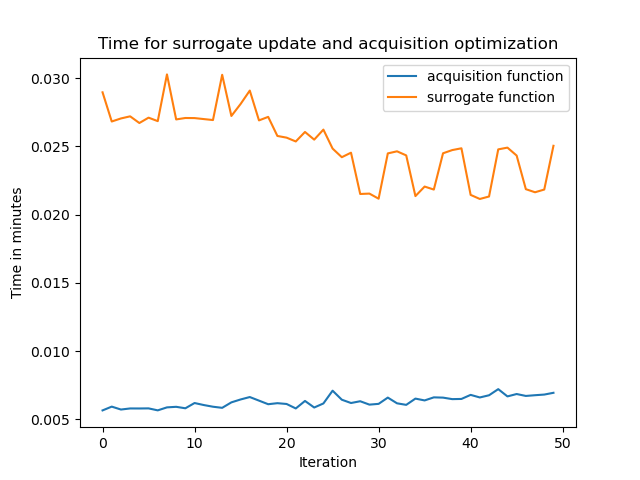 Time for surrogate update and acquisition optimization
acquisition function
surrogate function
0.030
0.025
0.020
0.015
0.010
0.005
Time in minutes
0 10 20 30 40 50
Iteration